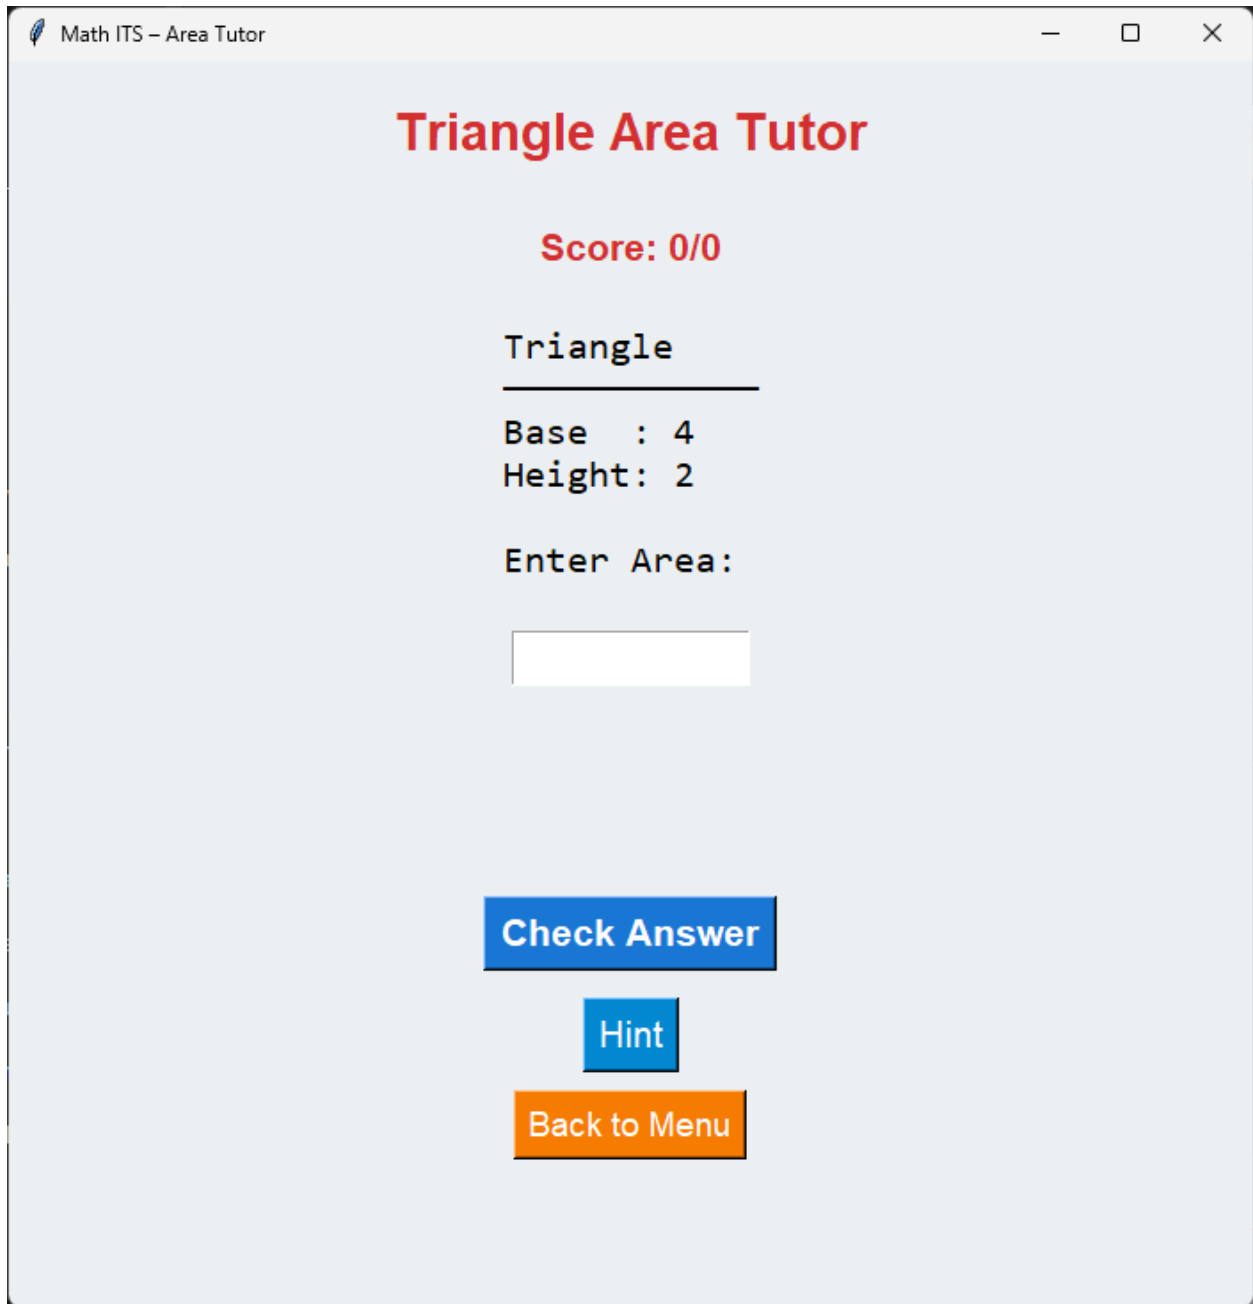 Math ITS – Area Tutor
Triangle Area Tutor
Score: 0/0
Triangle
Base  : 4
Height: 2
Enter Area:
Check Answer
Hint
Back to Menu